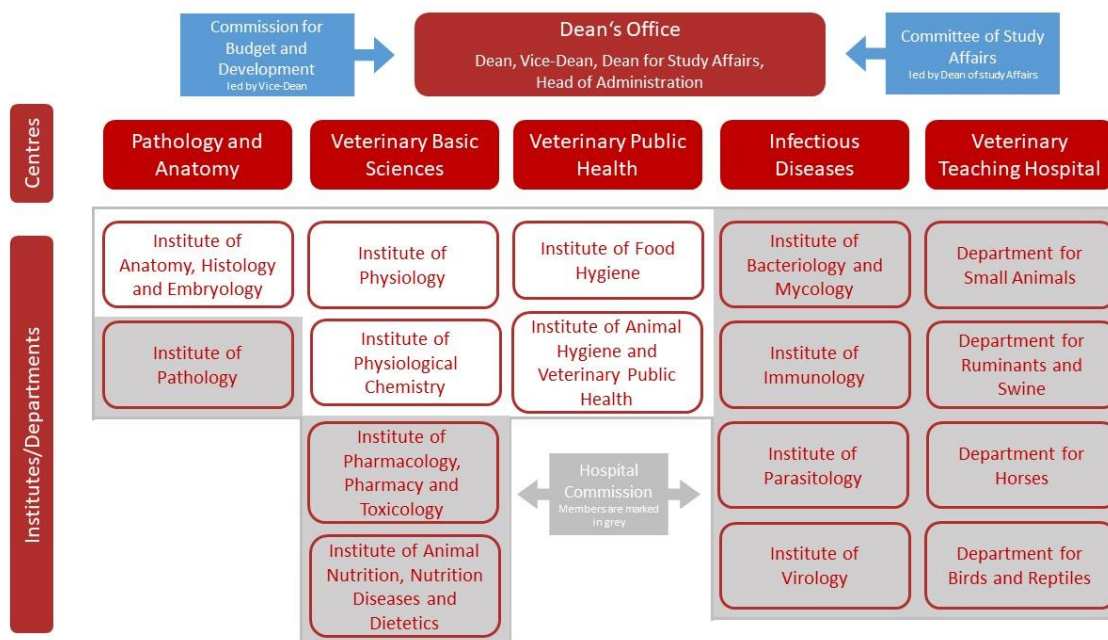 Commission for
Budget and
Development
led by Vice-Dean
Dean's Office
Dean, Vice-Dean, Dean for Study Affairs,
Head of Administration
Committee of Study
Affairs
led by Dean of study Affairs
Centres
Pathology and
Anatomy
Veterinary Basic
Sciences
Veterinary Public
Health
Infectious
Diseases
Veterinary
Teaching Hospital
Institutes/Departments
Institute of
Anatomy, Histology
and Embryology
Institute of
Physiology
Institute of Food
Hygiene
Institute of
Bacteriology and
Mycology
Department for
Small Animals
Institute of
Pathology
Institute of
Physiological
Chemistry
Institute of Animal
Hygiene and
Veterinary Public
Health
Institute of
Immunology
Department for
Ruminants and
Swine
Institute of
Pharmacology,
Pharmacy and
Toxicology
Hospital
Commission
Members are marked
in grey
Institute of
Parasitology
Department for
Horses
Institute of Animal
Nutrition, Nutrition
Diseases and
Dietetics
Institute of
Virology
Department for
Birds and Reptiles